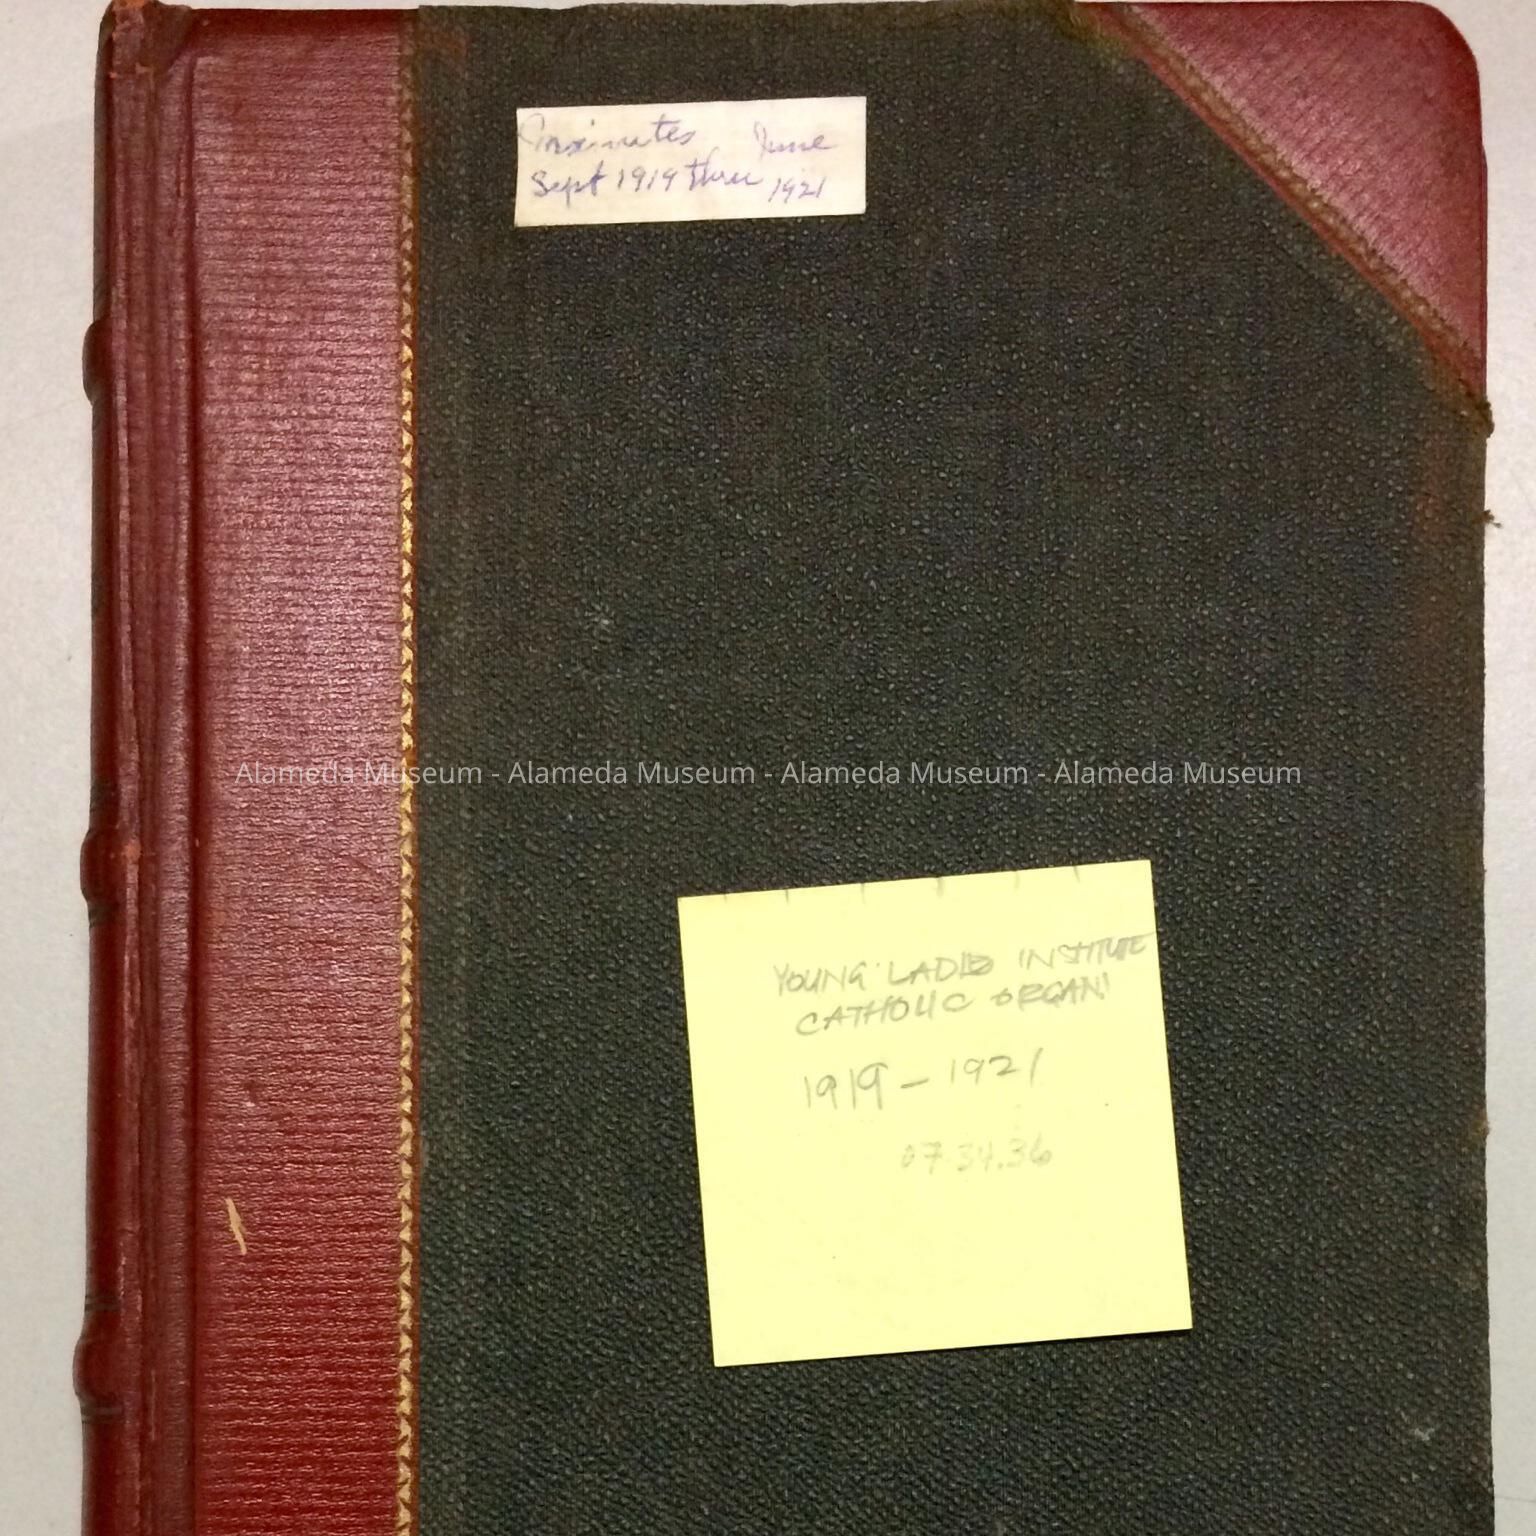 Minutes June
Sept 1919 thru 1921
Alameda Museum - Alameda Museum - Alameda Museum - Alameda Museum
YOUNG LADIES INSTITUTE
CATHOLIC ORGANI
1919 - 1921
07.34.36